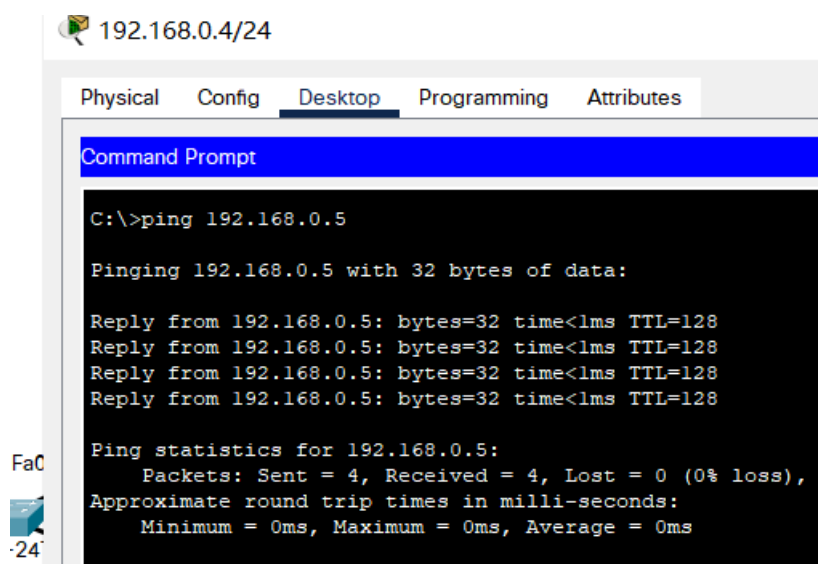 192.168.0.4/24
Physical Config Desktop Programming Attributes
Command Prompt
C:\>ping 192.168.0.5
Pinging 192.168.0.5 with 32 bytes of data:
Reply from 192.168.0.5: bytes=32 time<1ms TTL=128
Reply from 192.168.0.5: bytes=32 time<1ms TTL=128
Reply from 192.168.0.5: bytes=32 time<1ms TTL=128
Reply from 192.168.0.5: bytes=32 time<1ms TTL=128
Ping statistics for 192.168.0.5:
Fa0
Packets: Sent = 4, Received = 4, Lost = 0 (0% loss),
Approximate round trip times in milli-seconds:
Minimum = 0ms, Maximum = 0ms, Average = 0ms
-24